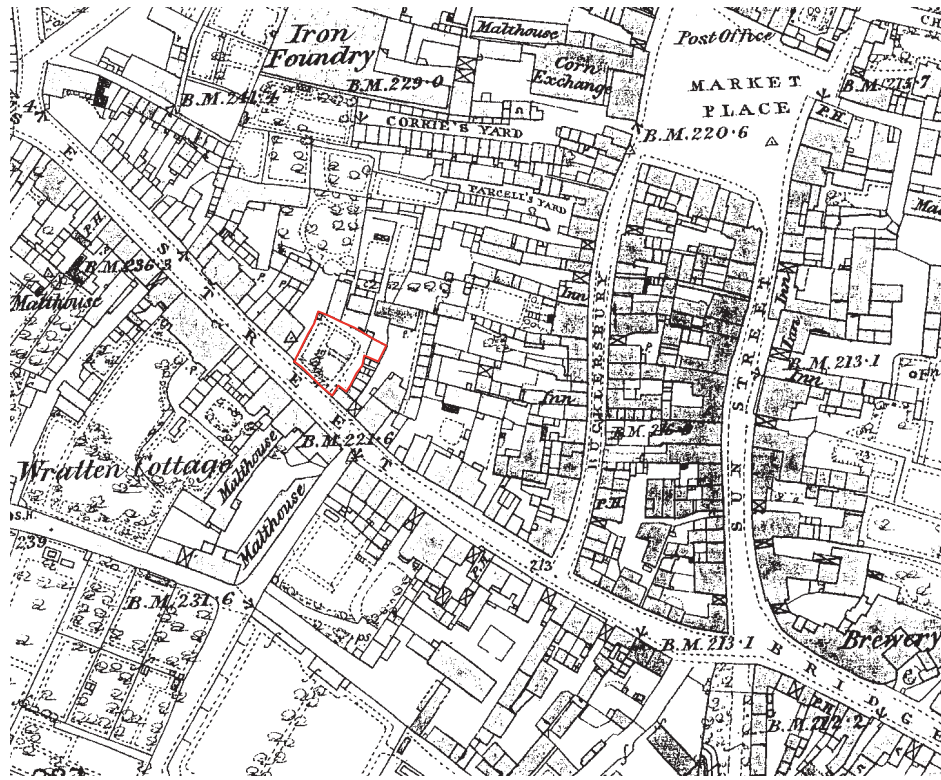 Iron
Foundry
Malthouse
Post Office
Corn
Exchange
MARKET
PLACE
B.M.241.4
B.M.229.0
B.M.213.7
P.H.
CORRIE'S YARD
B.M.220.6
PARCELL'S YARD
P.H.
B.M.236.3
Malthouse
STREET
Inn
Inn
Inn
B.M.213.1
Inn
BUCKLERSBURY
SUN STREET
B.M.221.6
Wratten Cottage
Malthouse
Malthouse
P.H.
S.H.
239
213
B.M.231.6
B.M.213.1
Brewery
BRIDGE
P.H.
B.M.212.2